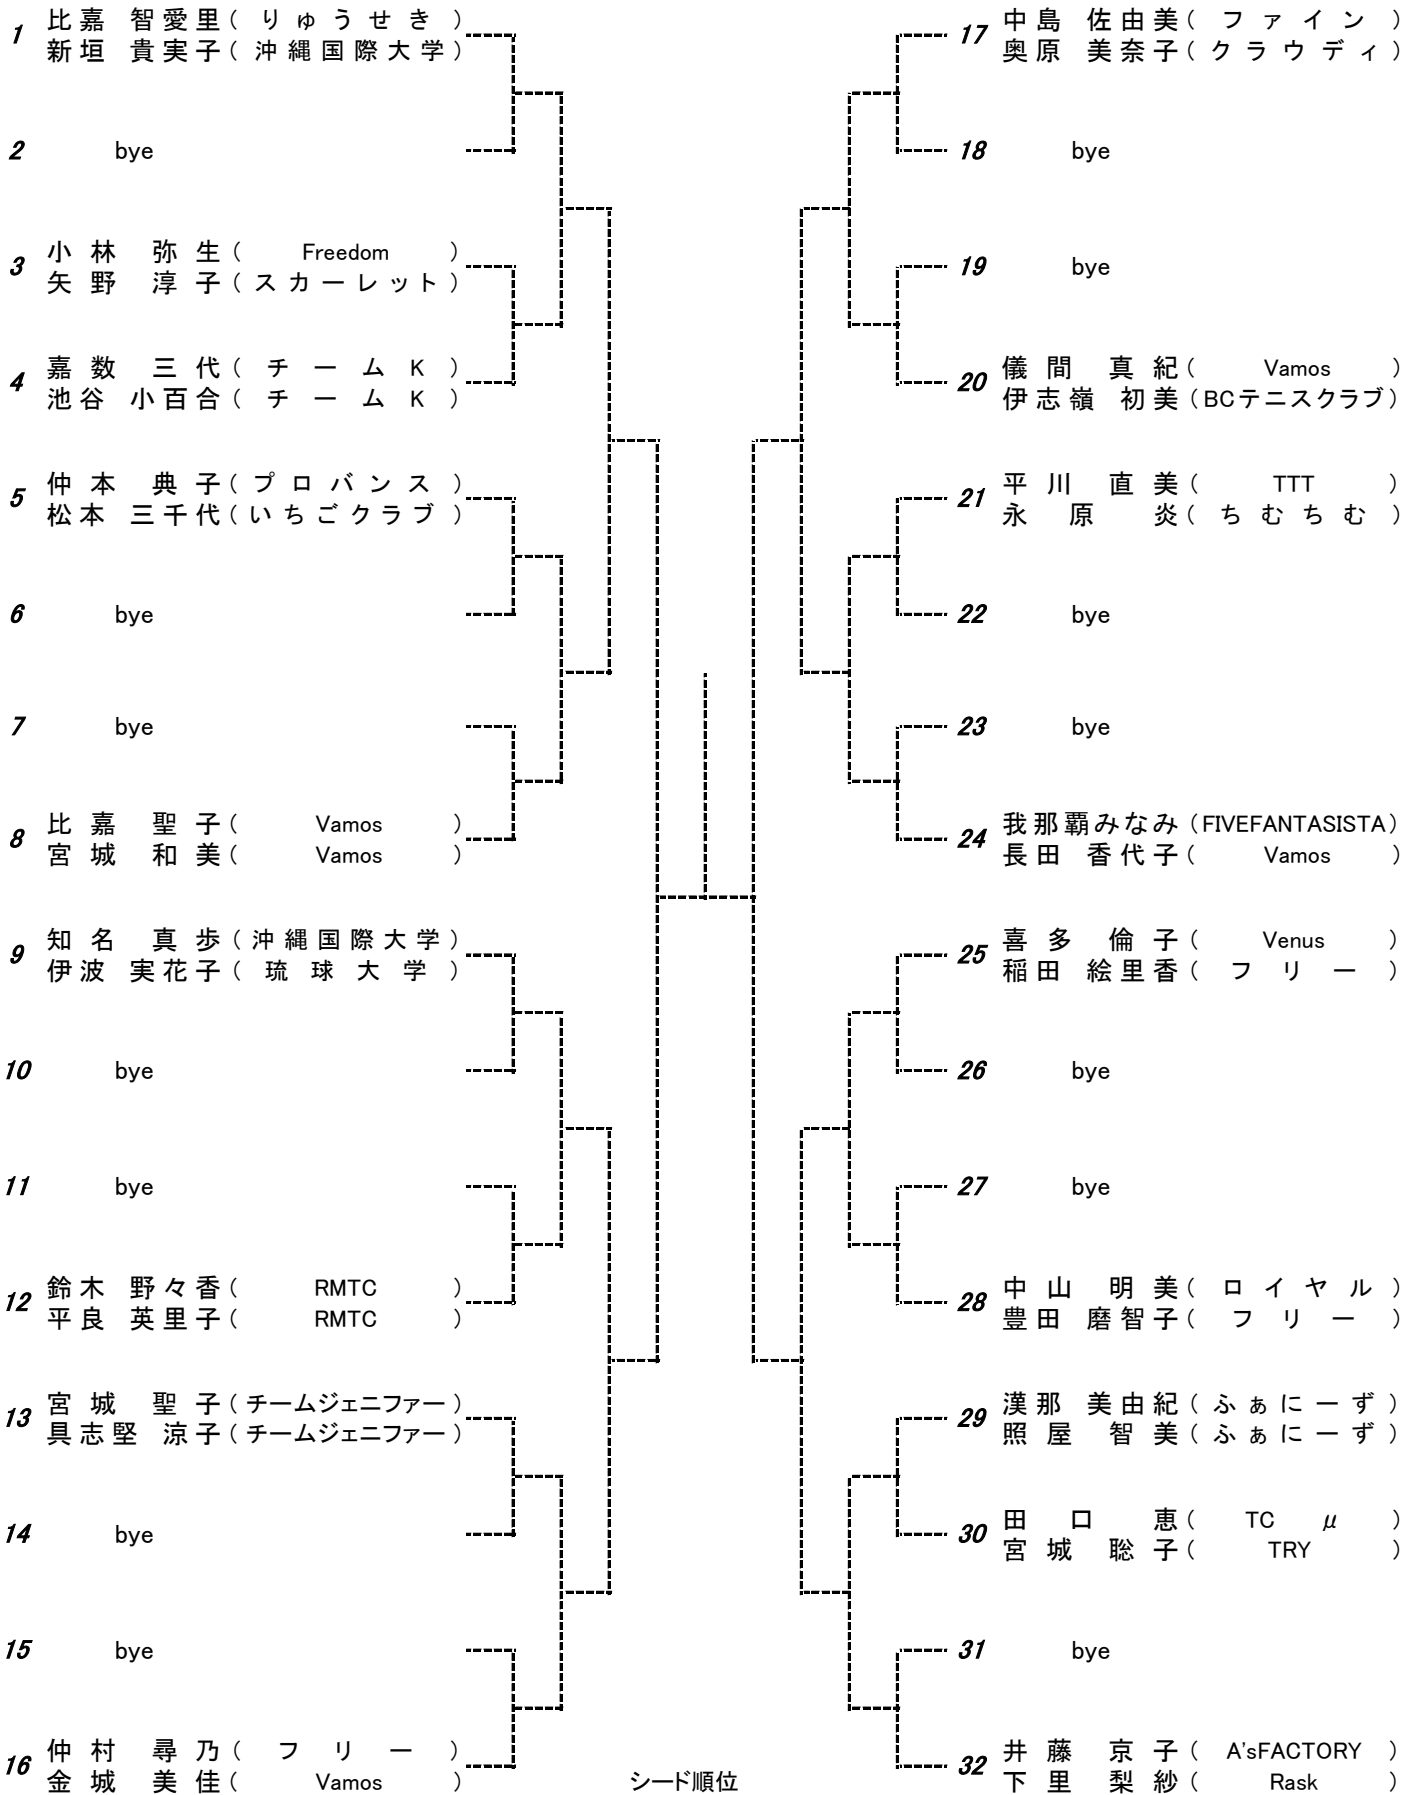 1 比嘉 智愛里(りゅうせき)
新垣 貴実子(沖縄国際大学)
2 bye
3 小林 弥生(Freedom)
矢野 淳子(スカーレット)
4 嘉数 三代(チームK)
池谷 小百合(チームK)
5 仲本 典子(プロバンス)
松本 三千代(いちごクラブ)
6 bye
7 bye
8 比嘉 聖子(Vamos)
宮城 和美(Vamos)
9 知名 真歩(沖縄国際大学)
伊波 実花子(琉球大学)
10 bye
11 bye
12 鈴木 野々香(RMTC)
平良 英里子(RMTC)
13 宮城 聖子(チームジェニファー)
具志堅 涼子(チームジェニファー)
14 bye
15 bye
16 仲村 尋乃(フリー)
金城 美佳(Vamos)
17 中島 佐由美(ファイン)
奥原 美奈子(クラウディ)
18 bye
19 bye
20 儀間 真紀(Vamos)
伊志嶺 初美(BCテニスクラブ)
21 平川 直美(TTT)
永原 炎(ちむちむ)
22 bye
23 bye
24 我那覇みなみ(FIVEFANTASISTA)
長田 香代子(Vamos)
25 喜多 倫子(Venus)
稲田 絵里香(フリー)
26 bye
27 bye
28 中山 明美(ロイヤル)
豊田 磨智子(フリー)
29 漢那 美由紀(ふぁにーず)
照屋 智美(ふぁにーず)
30 田口 恵(TC μ)
宮城 聡子(TRY)
31 bye
32 井藤 京子(A'sFACTORY)
下里 梨紗(Rask)
シード順位